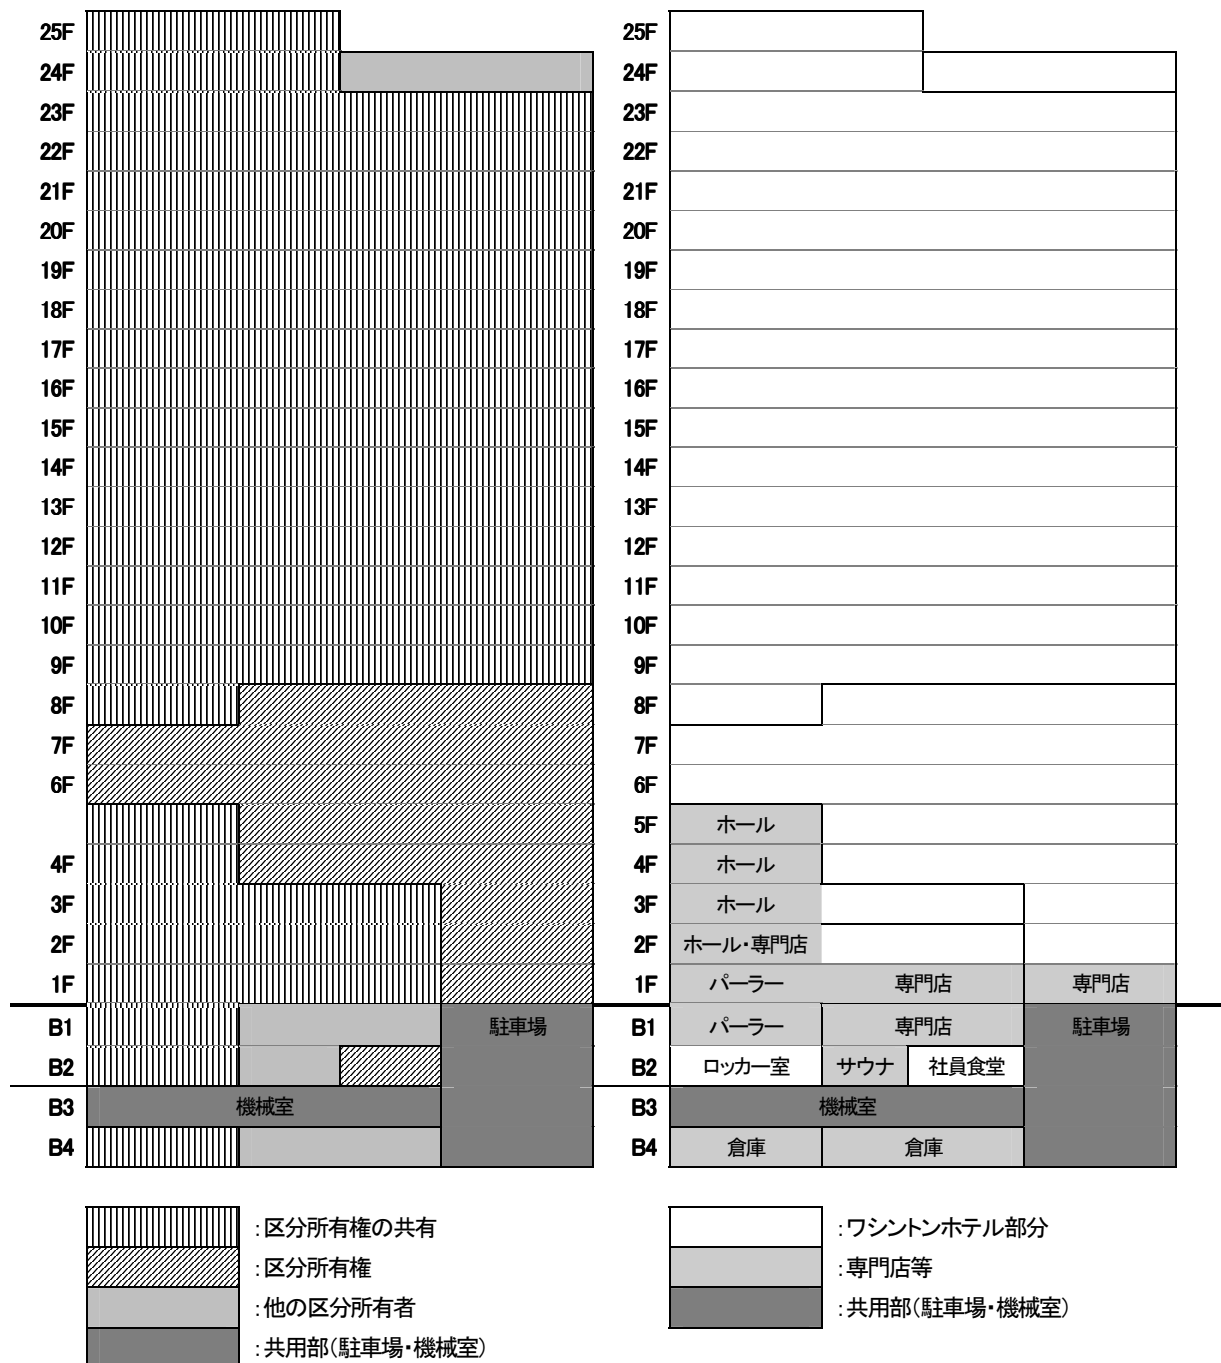 25F 25F
24F 24F
23F 23F
22F 22F
21F 21F
20F 20F
19F 19F
18F 18F
17F 17F
16F 16F
15F 15F
14F 14F
13F 13F
12F 12F
11F 11F
10F 10F
9F 9F
8F 8F
7F 7F
6F 6F
5F ホール
4F 4F ホール
3F 3F ホール
2F 2F ホール・専門店
1F 1F パーラー 専門店 専門店
B1 駐車場 B1 パーラー 専門店 駐車場
B2 B2 ロッカー室 サウナ 社員食堂
B3 機械室 B3 機械室
B4 B4 倉庫 倉庫
:区分所有権の共有 :ワシントンホテル部分
:区分所有権 :専門店等
:他の区分所有者 :共用部(駐車場・機械室)
:共用部(駐車場・機械室)